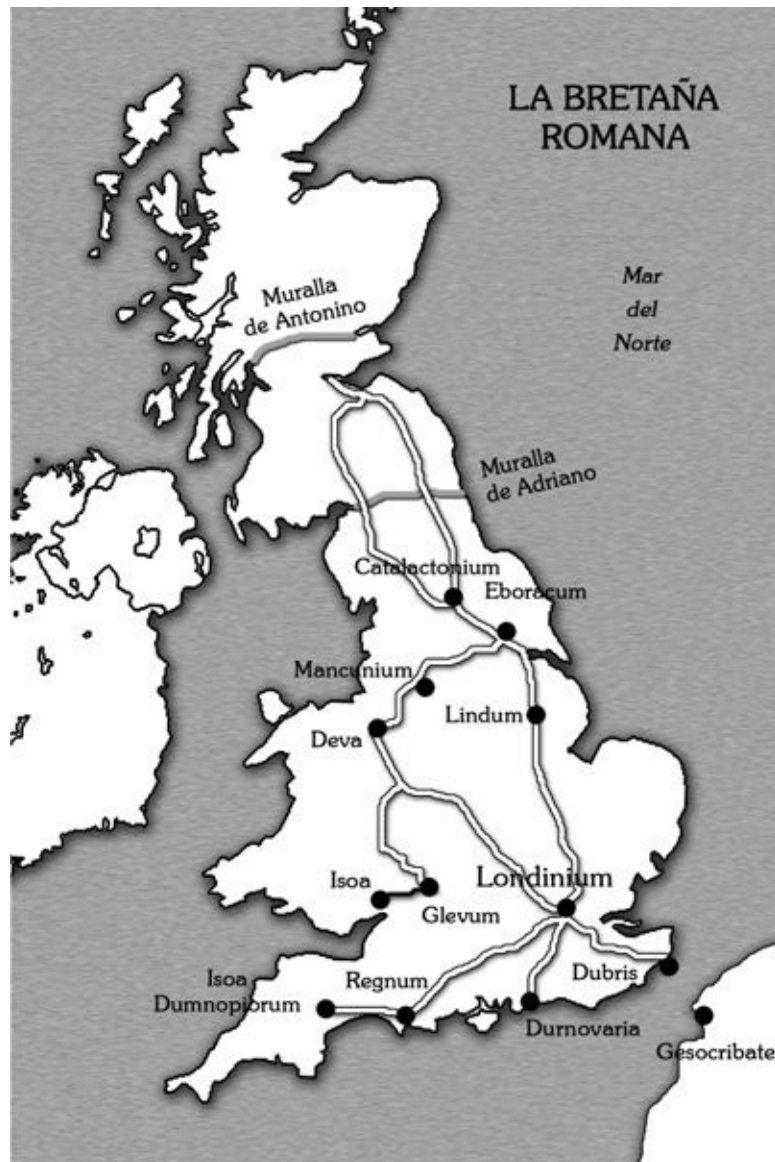 LA BRETAÑA
ROMANA
Mar
del
Norte
Muralla
de Antonino
Muralla
de Adriano
Catalactonium
Eboracum
Mancunium
Lindum
Deva
Isoa
Londinium
Glevum
Isoa
Dumnopiorum
Regnum
Dubris
Durnovaria
Gesocribate